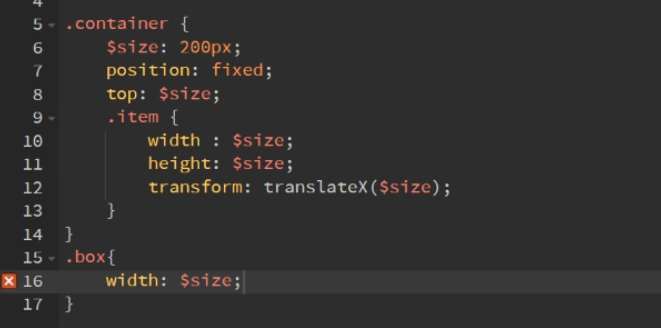 4
5 .container {
6 $size: 200px;
7 position: fixed;
8 top: $size;
9 .item {
10 width : $size;
11 height: $size;
12 transform: translateX($size);
13 }
14 }
15 .box{
16 width: $size;
17 }